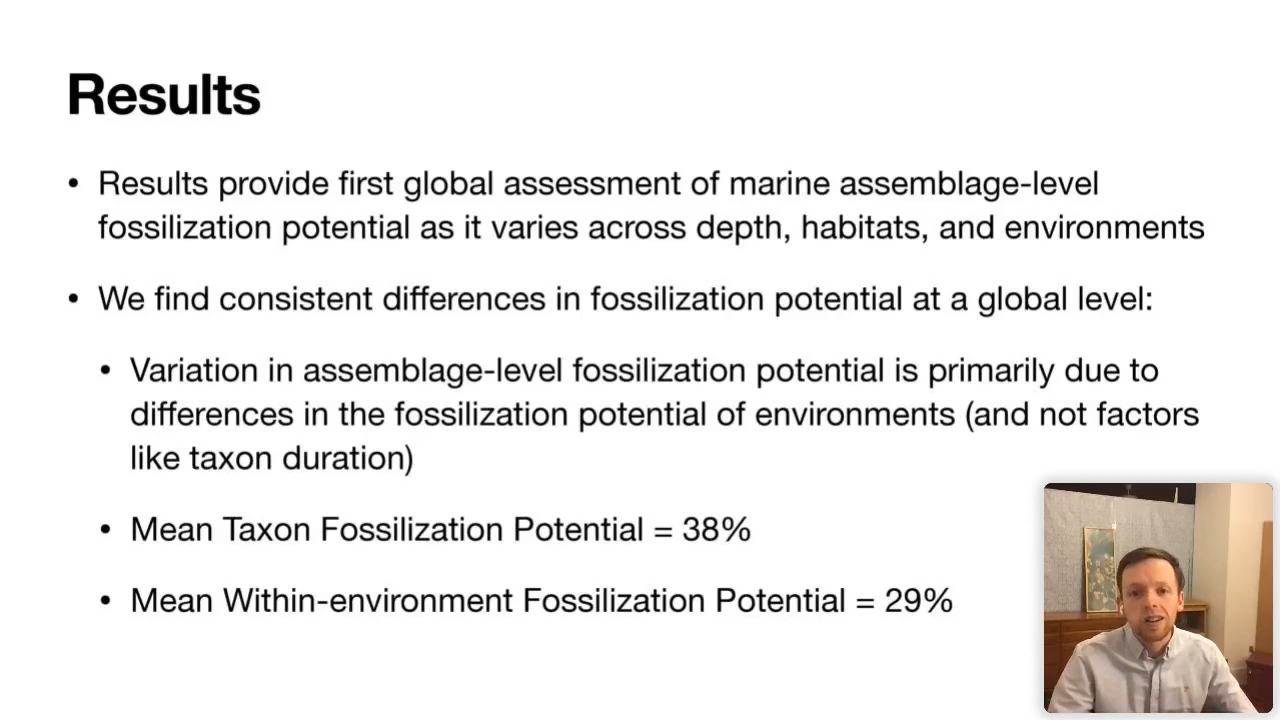 Results
• Results provide first global assessment of marine assemblage-level
fossilization potential as it varies across depth, habitats, and environments
• We find consistent differences in fossilization potential at a global level:
• Variation in assemblage-level fossilization potential is primarily due to
differences in the fossilization potential of environments (and not factors
like taxon duration)
• Mean Taxon Fossilization Potential = 38%
• Mean Within-environment Fossilization Potential = 29%